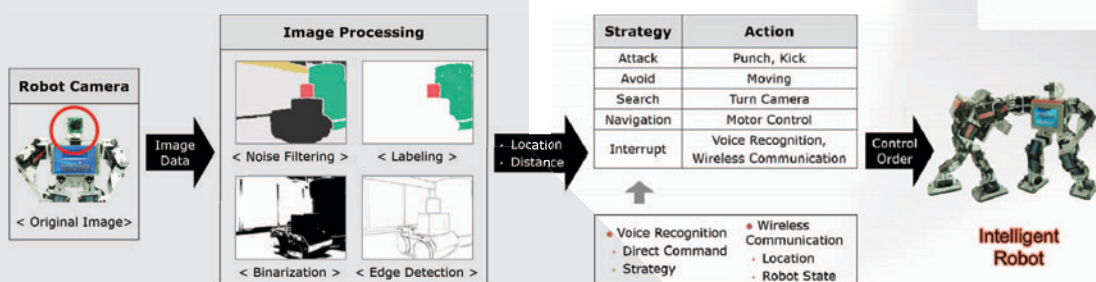 Robot Camera
< Original Image>
Image
Data
Image Processing
< Noise Filtering >
< Labeling >
< Binarization >
< Edge Detection >
• Location
• Distance
Strategy Action
Attack Punch, Kick
Avoid Moving
Search Turn Camera
Navigation Motor Control
Interrupt Voice Recognition,
Wireless Communication
• Voice Recognition
• Direct Command
• Strategy
• Wireless
Communication
• Location
• Robot State
Control
Order
Intelligent
Robot